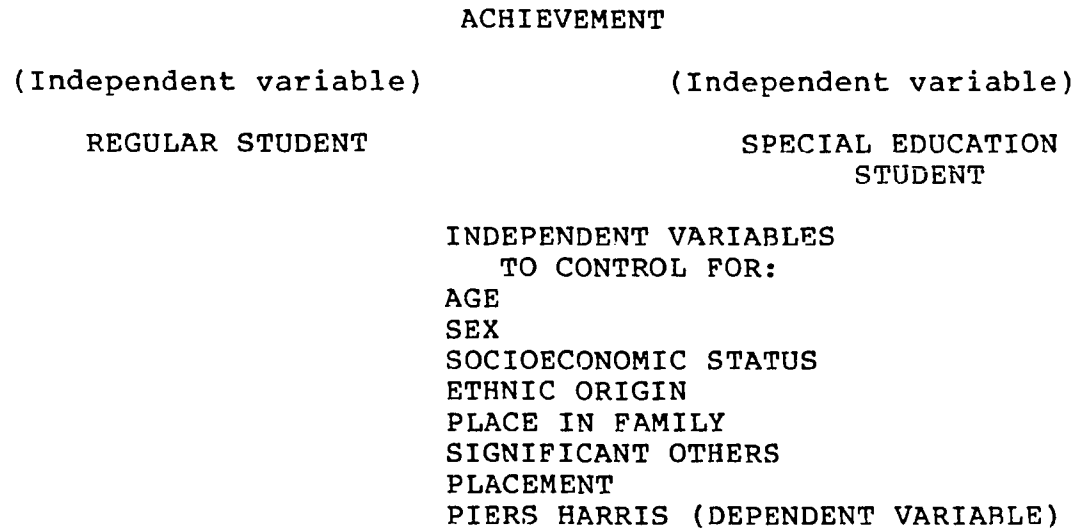 ACHIEVEMENT
(Independent variable) (Independent variable)
REGULAR STUDENT SPECIAL EDUCATION
STUDENT
INDEPENDENT VARIABLES
TO CONTROL FOR:
AGE
SEX
SOCIOECONOMIC STATUS
ETHNIC ORIGIN
PLACE IN FAMILY
SIGNIFICANT OTHERS
PLACEMENT
PIERS HARRIS (DEPENDENT VARIABLE)